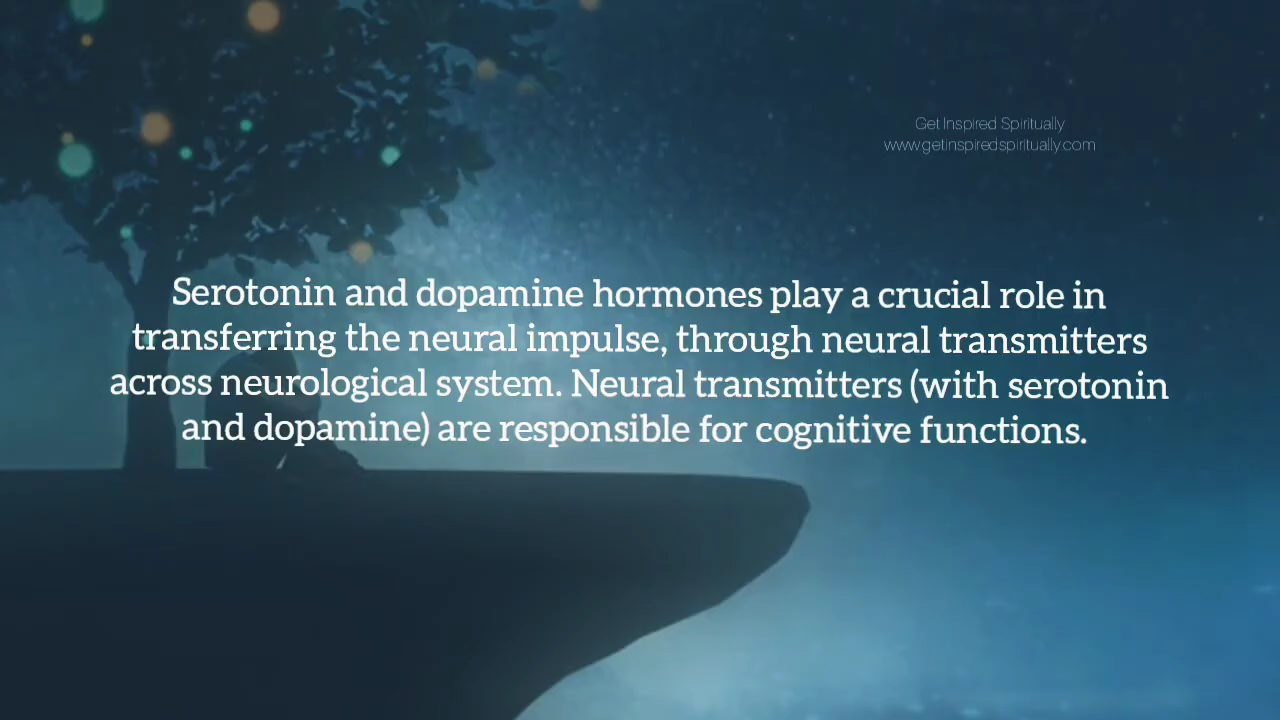 Get Inspired Spiritually
www.getinspiredspiritually.com
Serotonin and dopamine hormones play a crucial role in
transferring the neural impulse, through neural transmitters
across neurological system. Neural transmitters (with serotonin
and dopamine) are responsible for cognitive functions.